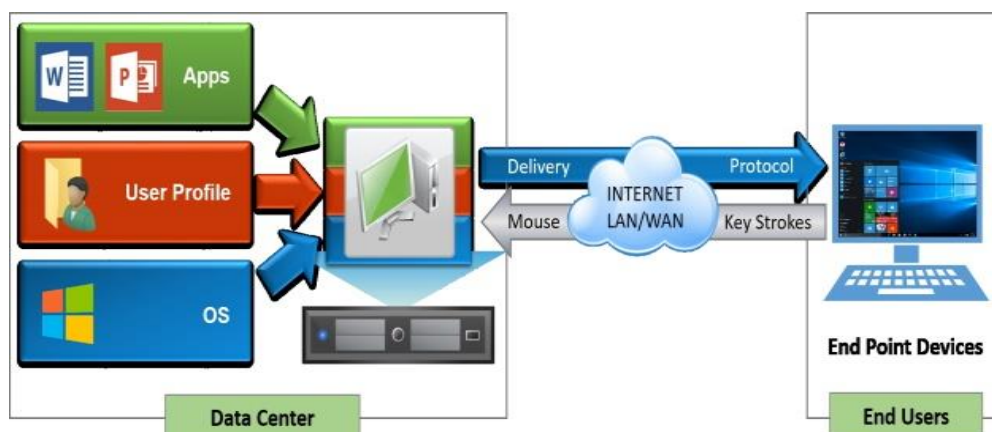 W
P
Apps
User Profile
OS
Data Center
Delivery
Protocol
INTERNET
LAN/WAN
Mouse
Key Strokes
End Point Devices
End Users